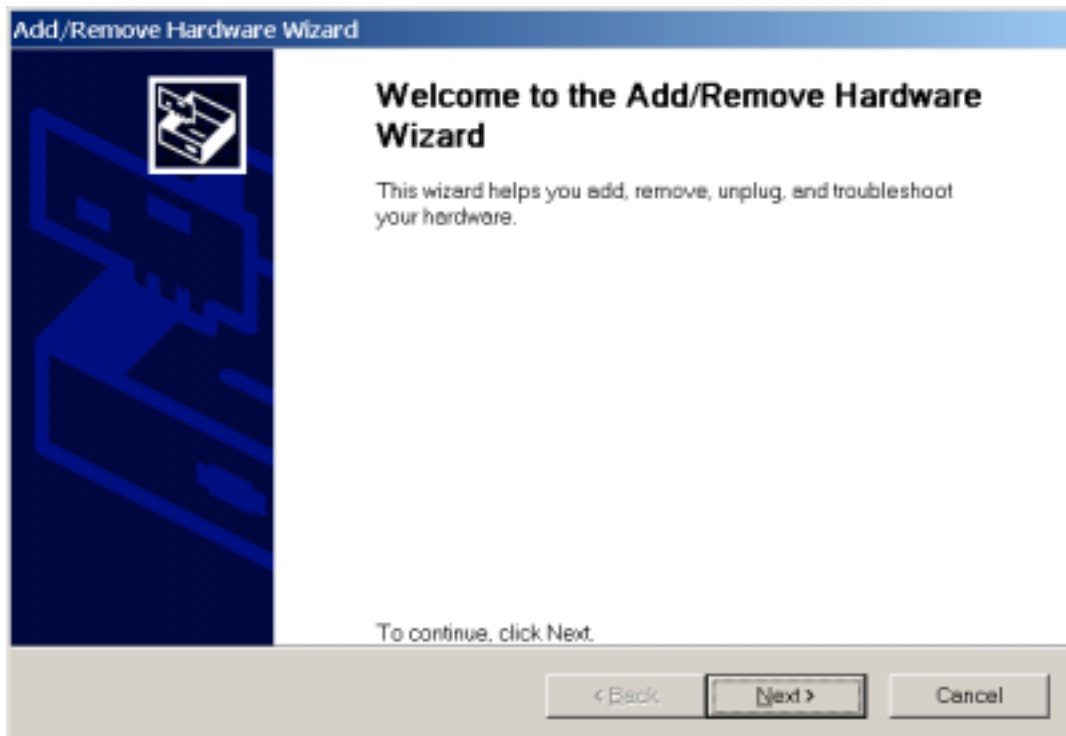 Add/Remove Hardware Wizard
Welcome to the Add/Remove Hardware
Wizard
This wizard helps you add, remove, unplug, and troubleshoot
your hardware.
To continue, click Next.
< Back
Next >
Cancel